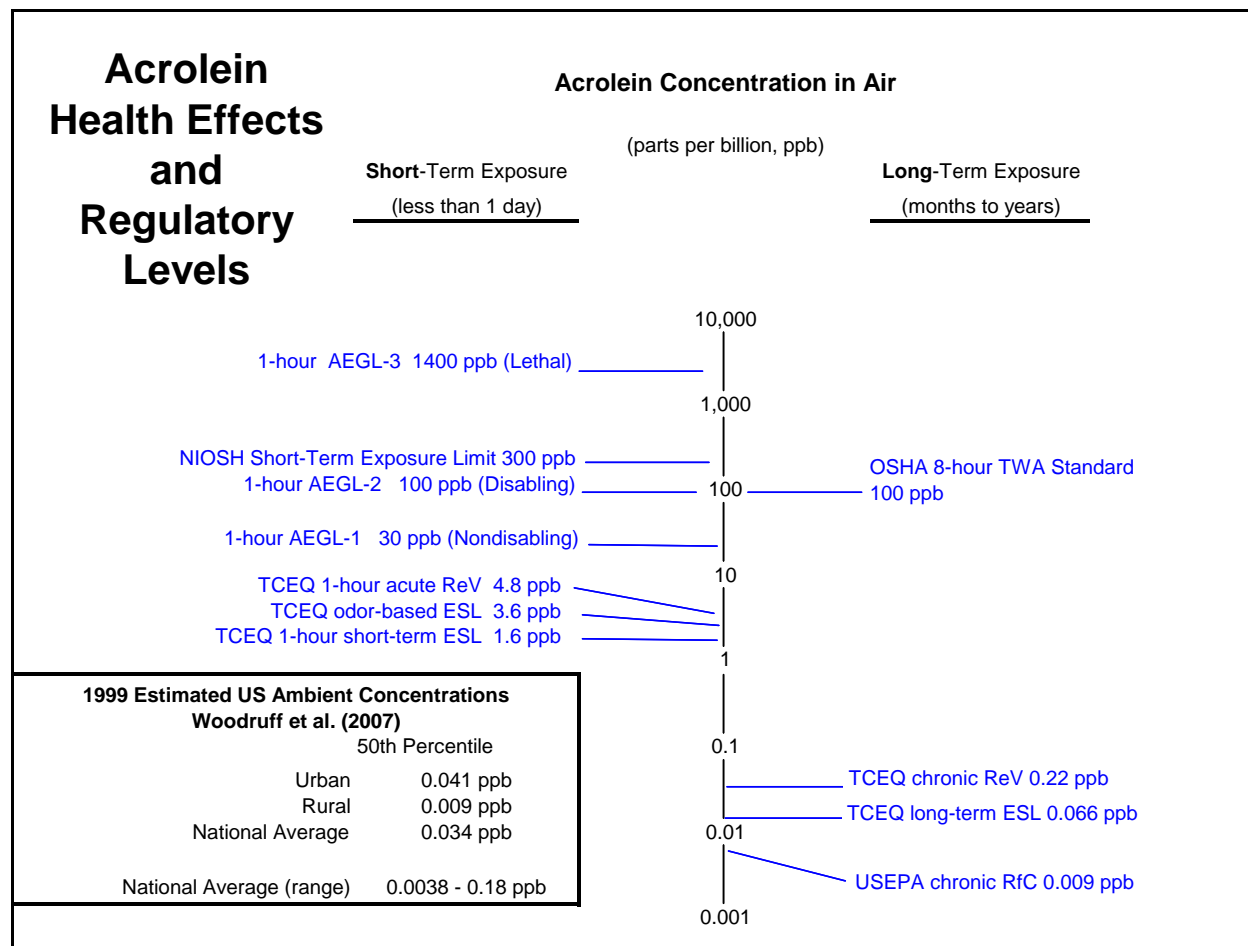 Acrolein
Health Effects
and
Regulatory
Levels
Acrolein Concentration in Air
(parts per billion, ppb)
Short-Term Exposure
(less than 1 day)
Long-Term Exposure
(months to years)
10,000
1-hour AEGL-3 1400 ppb (Lethal)
1,000
NIOSH Short-Term Exposure Limit 300 ppb
1-hour AEGL-2 100 ppb (Disabling)
100
OSHA 8-hour TWA Standard
100 ppb
1-hour AEGL-1 30 ppb (Nondisabling)
10
TCEQ 1-hour acute ReV 4.8 ppb
TCEQ odor-based ESL 3.6 ppb
TCEQ 1-hour short-term ESL 1.6 ppb
1
0.1
TCEQ chronic ReV 0.22 ppb
TCEQ long-term ESL 0.066 ppb
0.01
USEPA chronic RfC 0.009 ppb
0.001
1999 Estimated US Ambient Concentrations
Woodruff et al. (2007)
50th Percentile
Urban 0.041 ppb
Rural 0.009 ppb
National Average 0.034 ppb
National Average (range) 0.0038 - 0.18 ppb